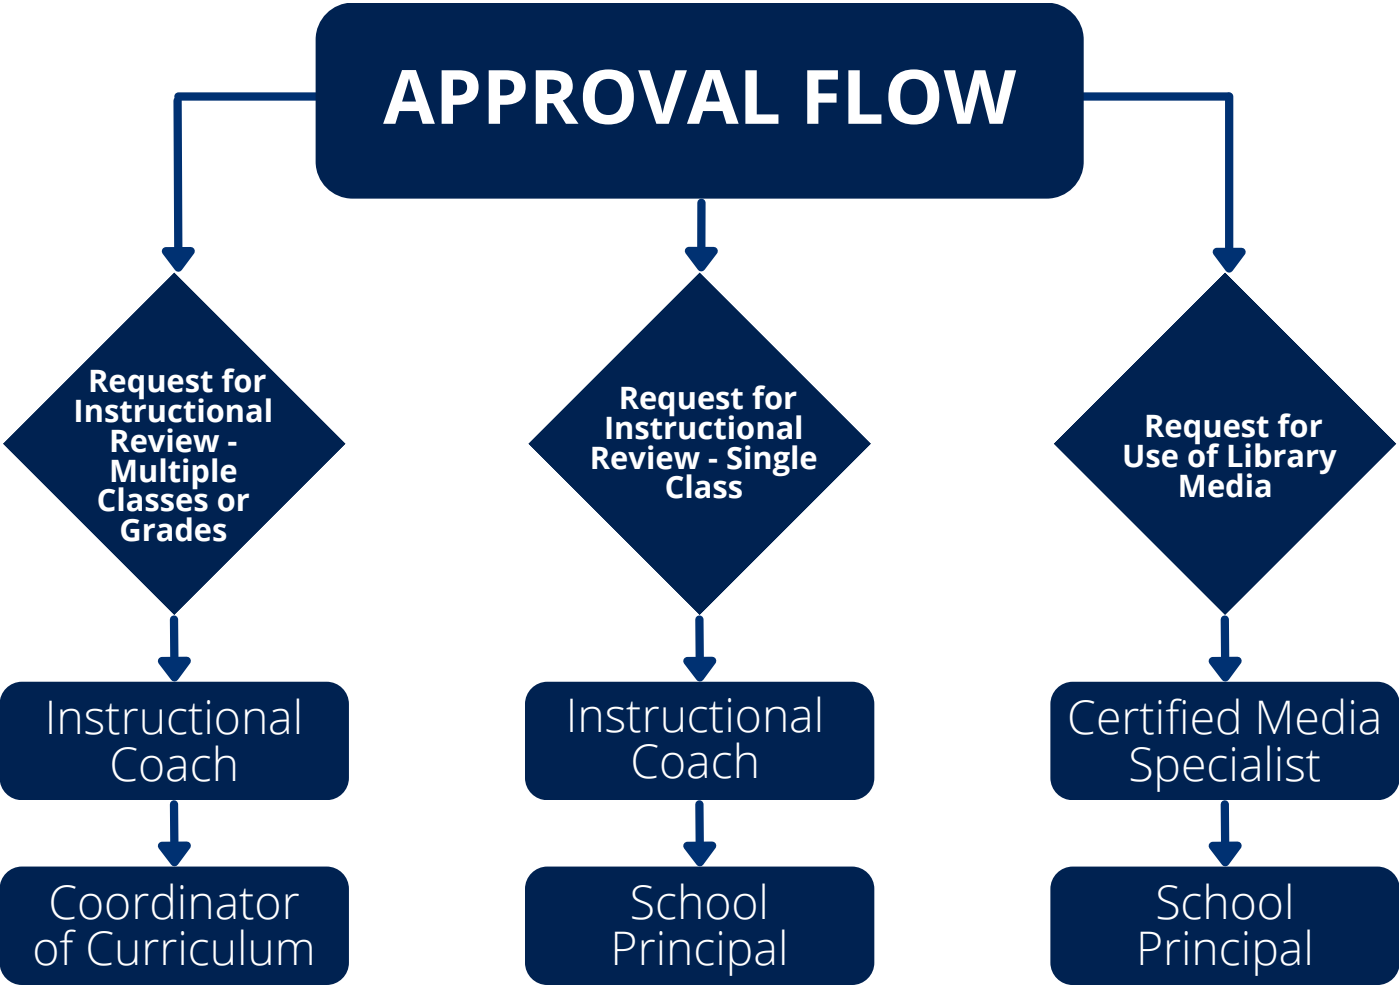 APPROVAL FLOW
Request for
Instructional
Review -
Multiple
Classes or
Grades
Request for
Instructional
Review - Single
Class
Request for
Use of Library
Media
Instructional
Coach
Instructional
Coach
Certified Media
Specialist
Coordinator
of Curriculum
School
Principal
School
Principal